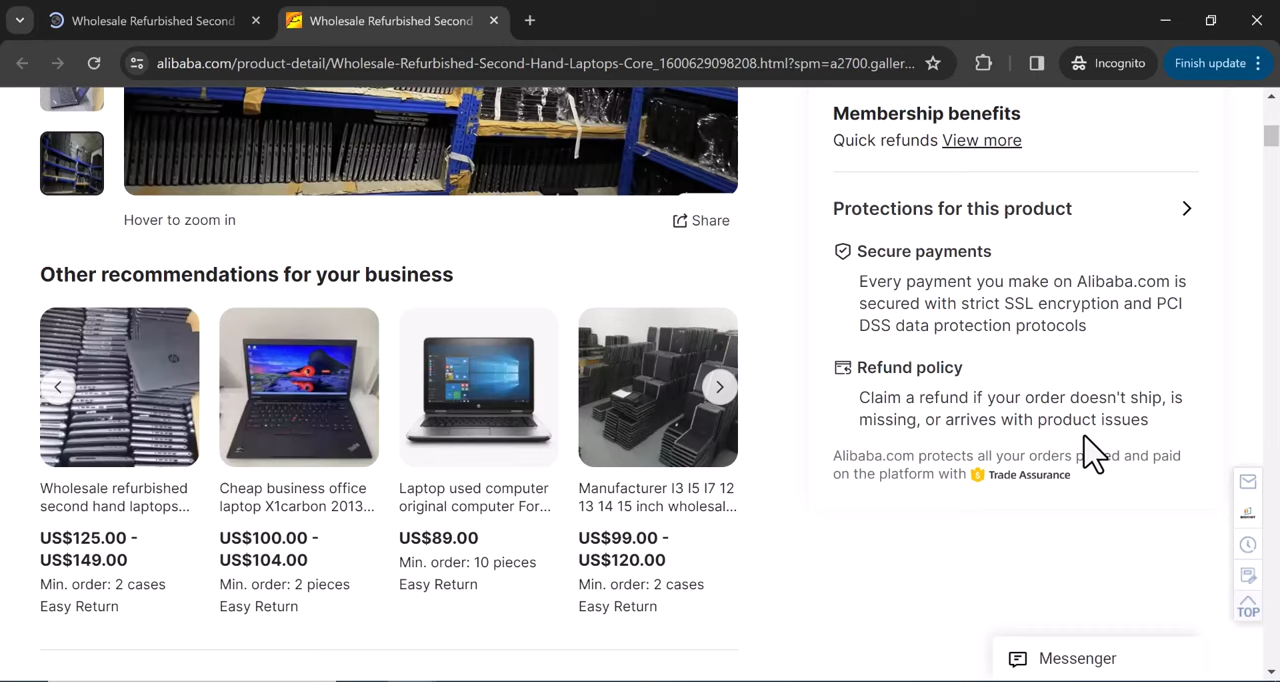 Wholesale Refurbished Second
Wholesale Refurbished Second
alibaba.com/product-detail/Wholesale-Refurbished-Second-Hand-Laptops-Core_1600629098208.html?spm=a2700.galler...
Incognito
Finish update
Hover to zoom in
Share
Other recommendations for your business
Wholesale refurbished
second hand laptops...
US$125.00 -
US$149.00
Min. order: 2 cases
Easy Return
Cheap business office
laptop X1carbon 2013...
US$100.00 -
US$104.00
Min. order: 2 pieces
Easy Return
Laptop used computer
original computer For...
US$89.00
Min. order: 10 pieces
Easy Return
Manufacturer I3 I5 I7 12
13 14 15 inch wholesal...
US$99.00 -
US$120.00
Min. order: 2 cases
Easy Return
Membership benefits
Quick refunds View more
Protections for this product
Secure payments
Every payment you make on Alibaba.com is
secured with strict SSL encryption and PCI
DSS data protection protocols
Refund policy
Claim a refund if your order doesn't ship, is
missing, or arrives with product issues
Alibaba.com protects all your orders and paid
on the platform with Trade Assurance
TOP
Messenger